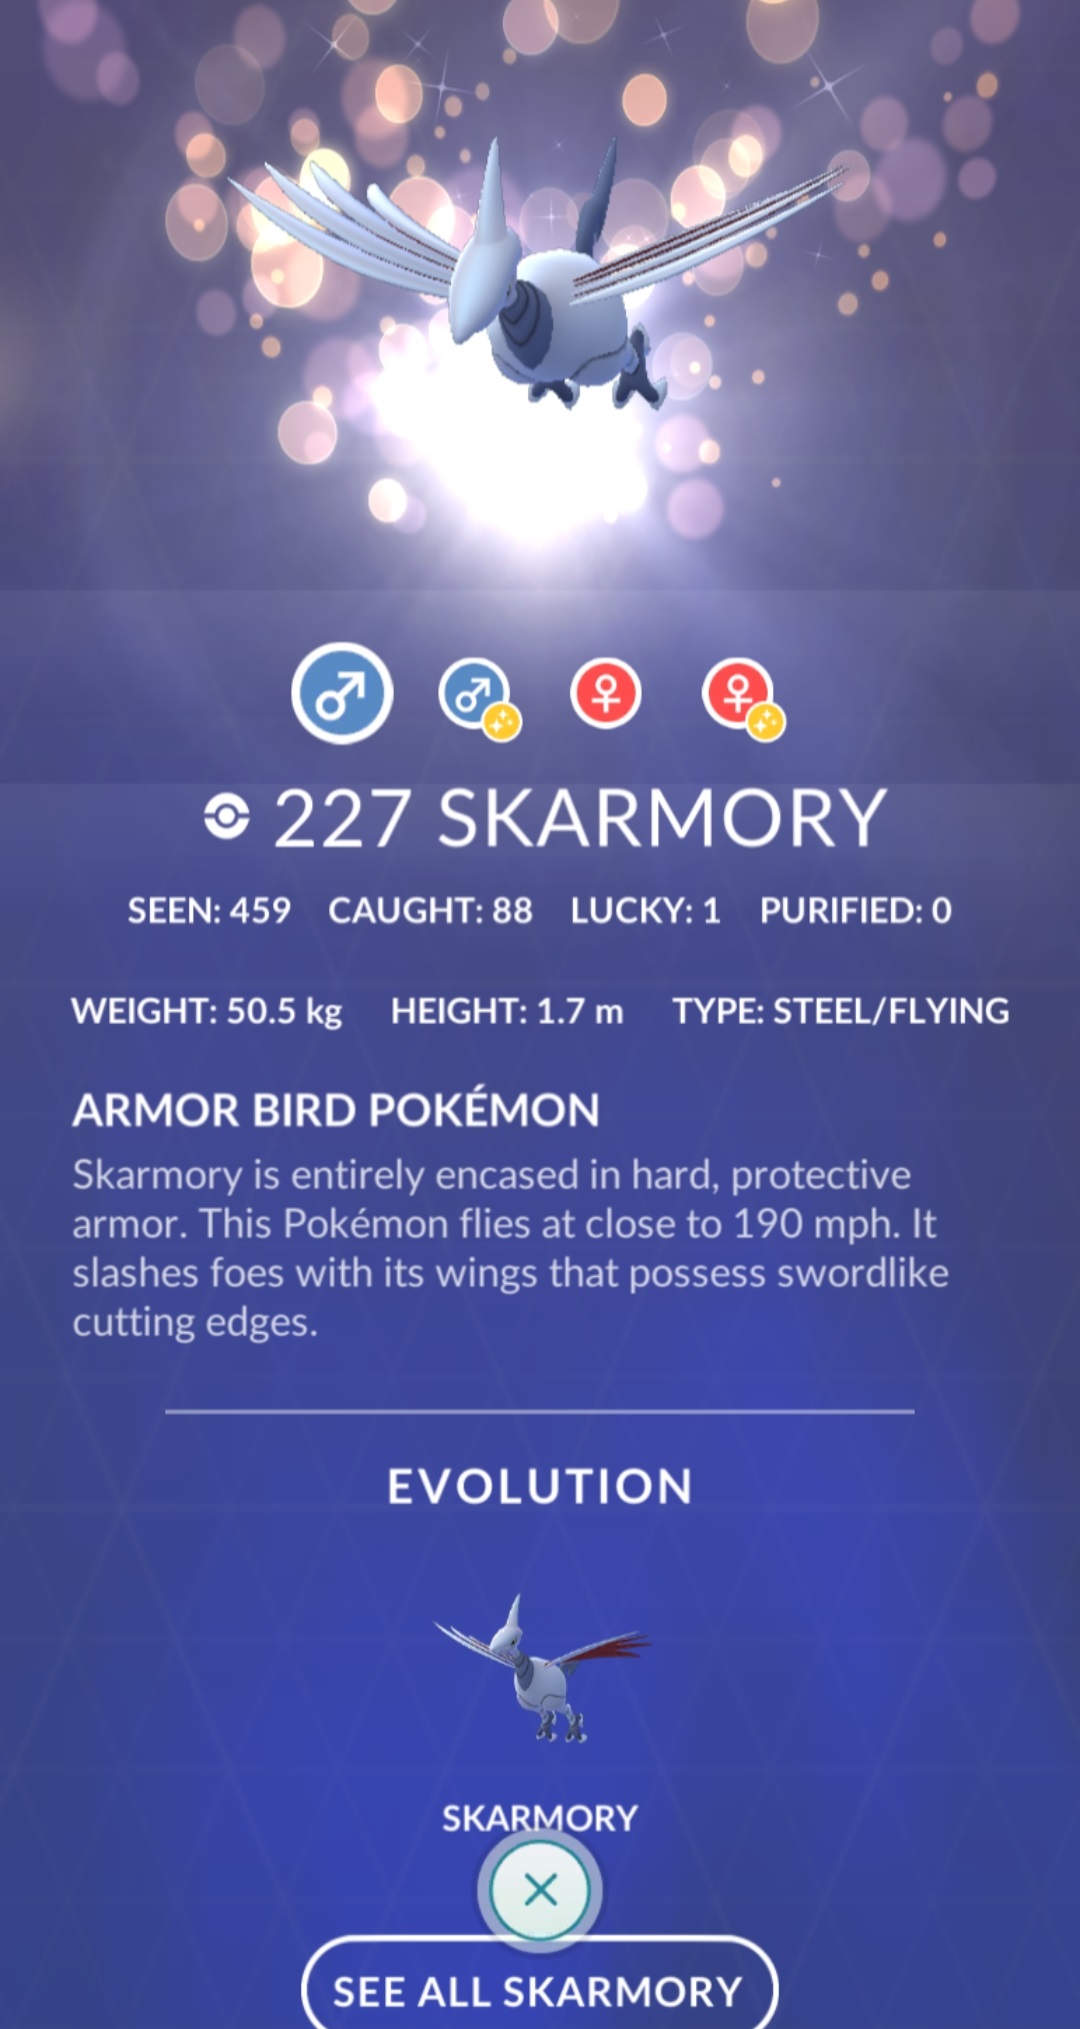 227 SKARMORY
SEEN: 459 CAUGHT: 88 LUCKY: 1 PURIFIED: 0
WEIGHT: 50.5 kg HEIGHT: 1.7 m TYPE: STEEL/FLYING
ARMOR BIRD POKÉMON
Skarmory is entirely encased in hard, protective
armor. This Pokémon flies at close to 190 mph. It
slashes foes with its wings that possess swordlike
cutting edges.
EVOLUTION
SKARMORY
SEE ALL SKARMORY